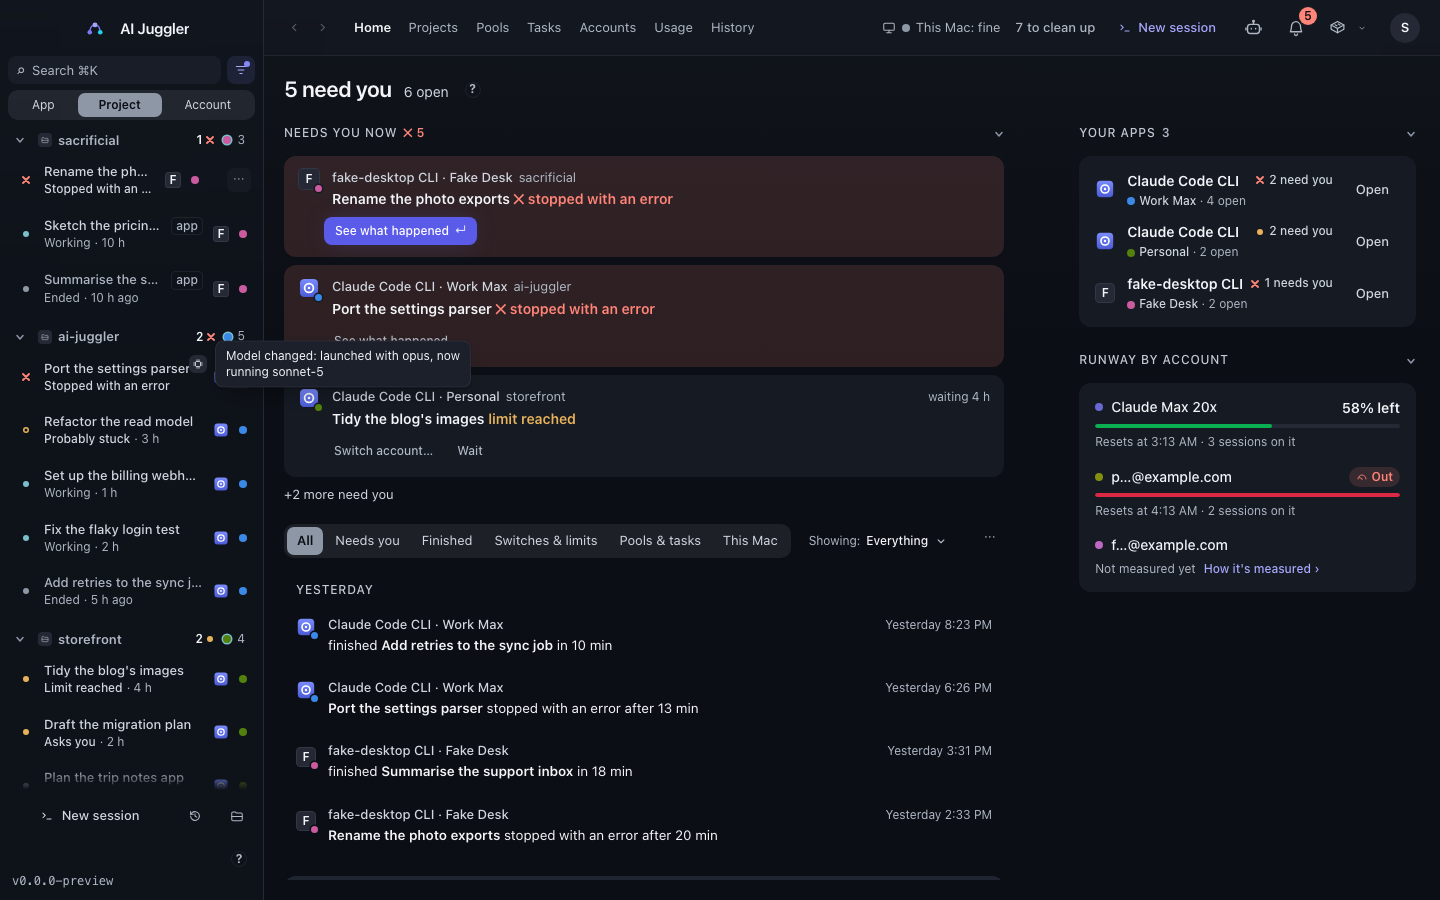 AI Juggler
Search ⌘K
App Project Account
sacrificial 1 3
Rename the ph... F
Stopped with an ...
Sketch the pricin... app F
Working · 10 h
Summarise the s... app F
Ended · 10 h ago
ai-juggler 2 5
Port the settings parser
Stopped with an error
Refactor the read model
Probably stuck · 3 h
Set up the billing webh...
Working · 1 h
Fix the flaky login test
Working · 2 h
Add retries to the sync j...
Ended · 5 h ago
storefront 2 4
Tidy the blog's images
Limit reached · 4 h
Draft the migration plan
Asks you · 2 h
Plan the trip notes app
New session
?
v0.0.0-preview
Home Projects Pools Tasks Accounts Usage History
This Mac: fine 7 to clean up New session 5 S
5 need you 6 open ?
NEEDS YOU NOW 5
F fake-desktop CLI · Fake Desk sacrificial
Rename the photo exports stopped with an error
See what happened
Claude Code CLI · Work Max ai-juggler
Port the settings parser stopped with an error
See what happened
Model changed: launched with opus, now
running sonnet-5
Claude Code CLI · Personal storefront waiting 4 h
Tidy the blog's images limit reached
Switch account... Wait
+2 more need you
All Needs you Finished Switches & limits Pools & tasks This Mac Showing: Everything ...
YESTERDAY
Claude Code CLI · Work Max Yesterday 8:23 PM
finished Add retries to the sync job in 10 min
Claude Code CLI · Work Max Yesterday 6:26 PM
Port the settings parser stopped with an error after 13 min
F fake-desktop CLI · Fake Desk Yesterday 3:31 PM
finished Summarise the support inbox in 18 min
F fake-desktop CLI · Fake Desk Yesterday 2:33 PM
Rename the photo exports stopped with an error after 20 min
YOUR APPS 3
Claude Code CLI 2 need you Open
Work Max · 4 open
Claude Code CLI 2 need you Open
Personal · 2 open
F fake-desktop CLI 1 needs you Open
Fake Desk · 2 open
RUNWAY BY ACCOUNT
Claude Max 20x 58% left
Resets at 3:13 AM · 3 sessions on it
p...@example.com Out
Resets at 4:13 AM · 2 sessions on it
f...@example.com
Not measured yet How it's measured ›